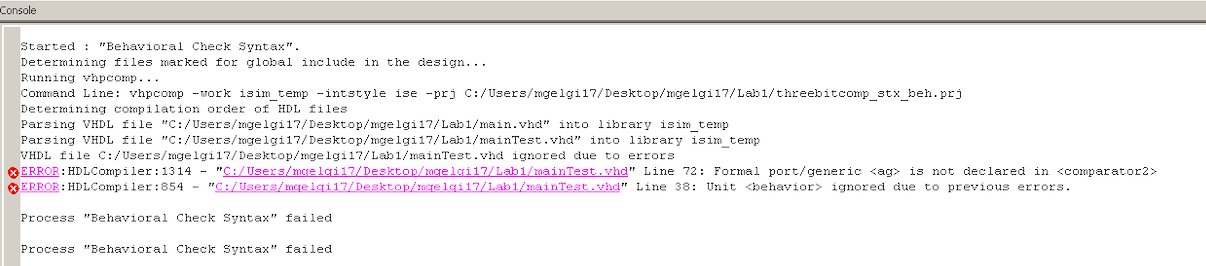 Console
Started : "Behavioral Check Syntax".
Determining files marked for global include in the design...
Running vhpcomp...
Command Line: vhpcomp -work isim_temp -intstyle ise -prj C:/Users/mgelgi17/Desktop/mgelgi17/Lab1/threebitcomp_stx_beh.prj
Determining compilation order of HDL files
Parsing VHDL file "C:/Users/mgelgi17/Desktop/mgelgi17/Lab1/main.vhd" into library isim_temp
Parsing VHDL file "C:/Users/mgelgi17/Desktop/mgelgi17/Lab1/mainTest.vhd" into library isim_temp
VHDL file C:/Users/mgelgi17/Desktop/mgelgi17/Lab1/mainTest.vhd ignored due to errors
ERROR:HDLCompiler:1314 - "C:/Users/mgelgi17/Desktop/mgelgi17/Lab1/mainTest.vhd" Line 72: Formal port/generic <ag> is not declared in <comparator2>
ERROR:HDLCompiler:854 - "C:/Users/mgelgi17/Desktop/mgelgi17/Lab1/mainTest.vhd" Line 38: Unit <behavior> ignored due to previous errors.
Process "Behavioral Check Syntax" failed
Process "Behavioral Check Syntax" failed